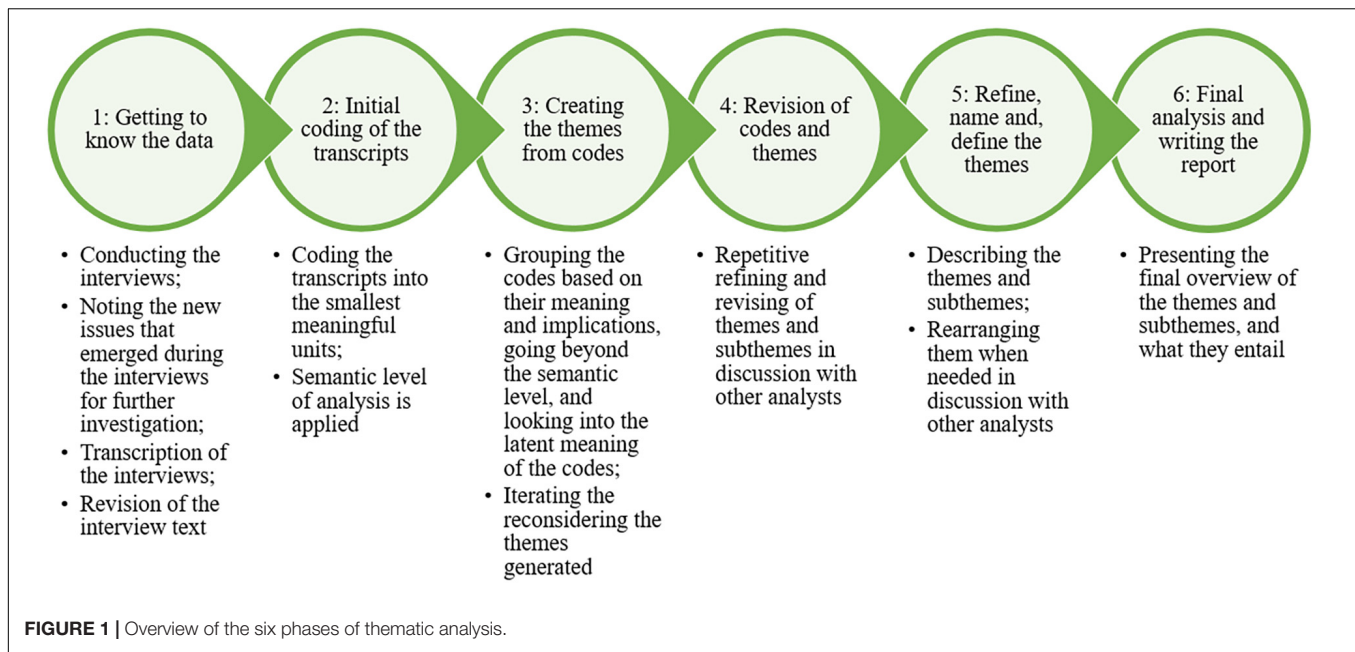 1: Getting to
know the data
2: Initial
coding of the
transcripts
3: Creating
the themes
from codes
4: Revision of
codes and
themes
5: Refine,
name and,
define the
themes
6: Final
analysis and
writing the
report
• Conducting the
interviews;
• Noting the new
issues that
emerged during
the interviews
for further
investigation;
• Transcription of
the interviews;
• Revision of the
interview text
• Coding the
transcripts into
the smallest
meaningful
units;
• Semantic level
of analysis is
applied
• Grouping the
codes based on
their meaning
and implications,
going beyond
the semantic
level, and
looking into the
latent meaning
of the codes;
• Iterating the
reconsidering the
themes
generated
• Repetitive
refining and
revising of
themes and
subthemes in
discussion with
other analysts
• Describing the
themes and
subthemes;
• Rearranging
them when
needed in
discussion with
other analysts
• Presenting the
final overview of
the themes and
subthemes, and
what they entail
FIGURE 1 | Overview of the six phases of thematic analysis.